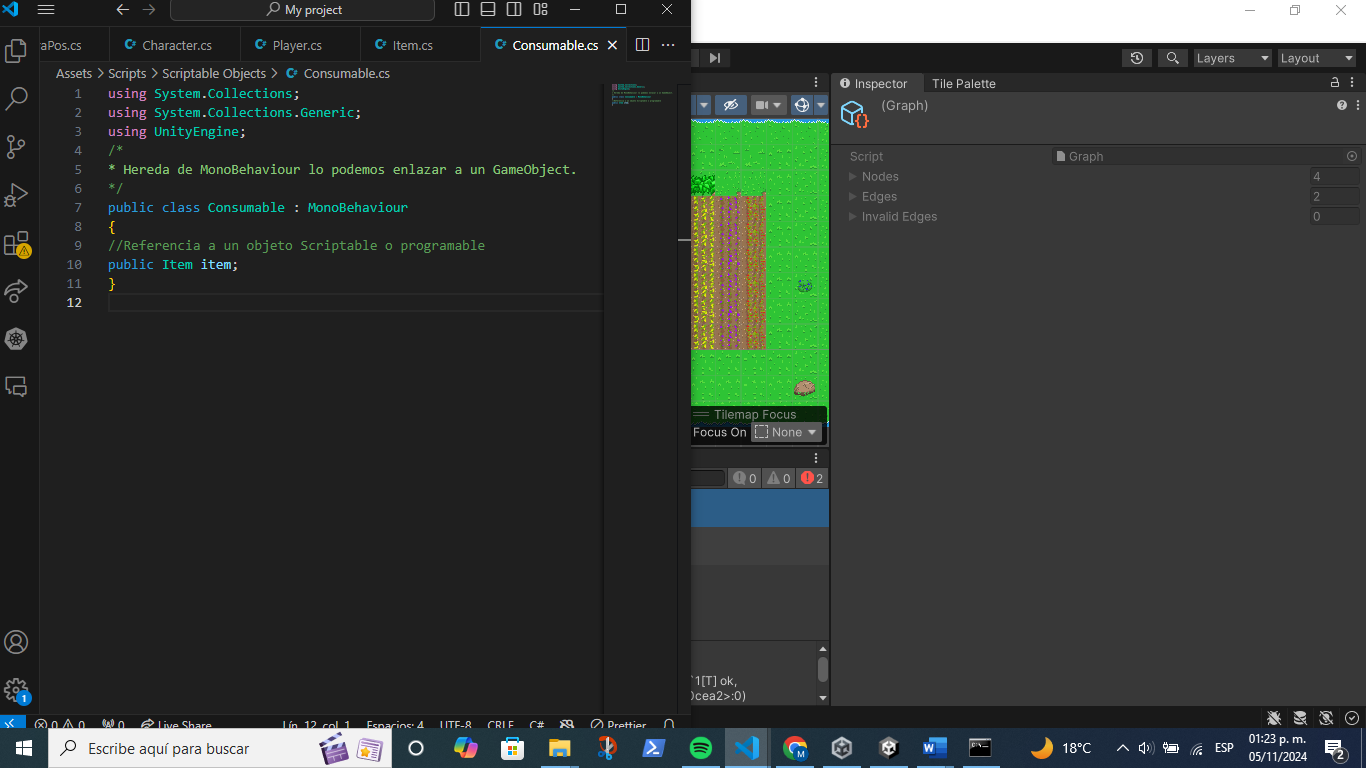 My project
raPos.cs
Character.cs
Player.cs
Item.cs
Consumable.cs
Assets > Scripts > Scriptable Objects > Consumable.cs
1 using System.Collections;
2 using System.Collections.Generic;
3 using UnityEngine;
4 /*
5 * Hereda de MonoBehaviour lo podemos enlazar a un GameObject.
6 */
7 public class Consumable : MonoBehaviour
8 {
9 //Referencia a un objeto Scriptable o programable
10 public Item item;
11 }
12
1
0 0 0 Live Share Lín. 12, col. 1 Espacios: 4 UTF-8 CRLF C# Prettier
Layers
Layout
Tilemap Focus
Focus On None
0 0 2
`1[T] ok,
0cea2>:0)
Inspector
Tile Palette
(Graph)
Script Graph
Nodes 4
Edges 2
Invalid Edges 0
Escribe aquí para buscar
18°C
ESP
01:23 p. m.
05/11/2024
2